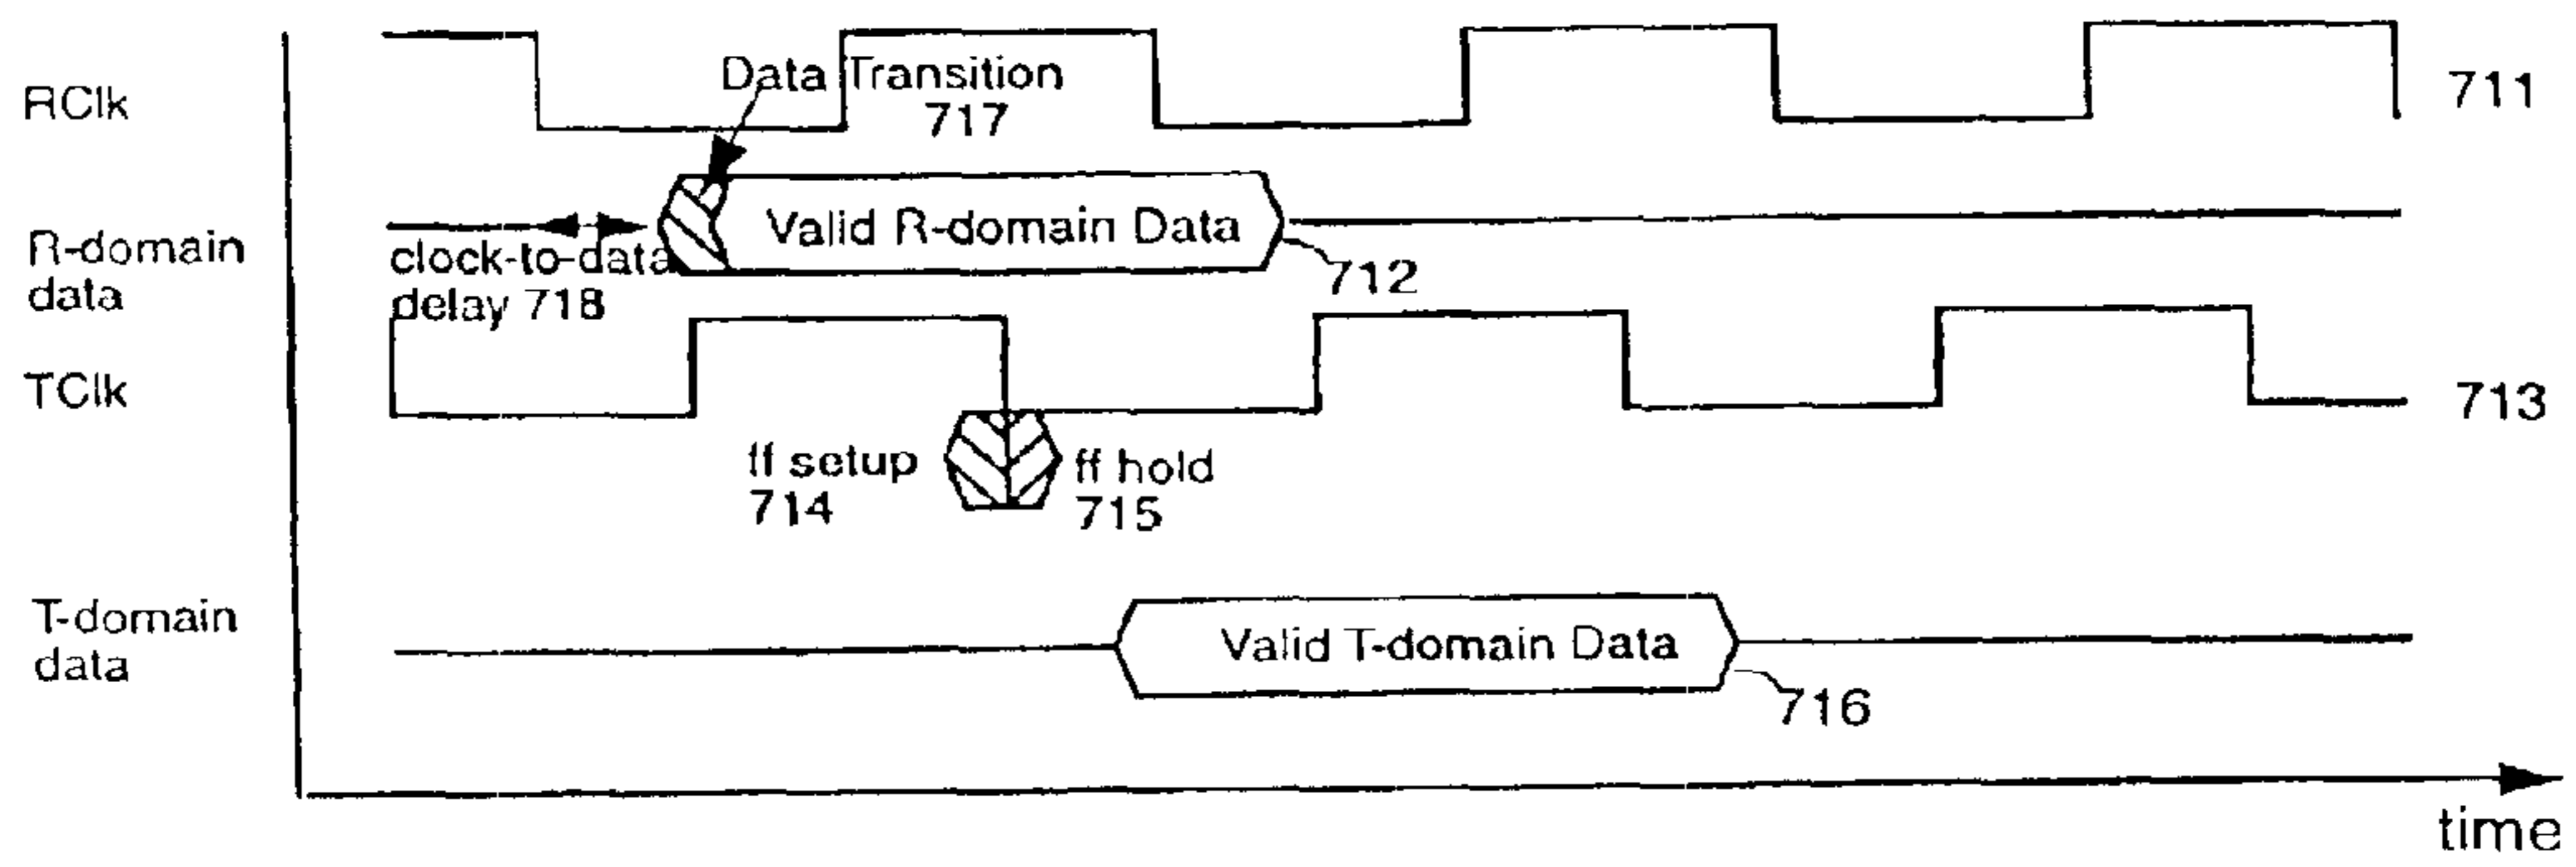 RClk
Data Transition
717
711
R-domain
data
Valid R-domain Data
712
clock-to-data
delay 718
TClk
713
ff setup
714
ff hold
715
T-domain
data
Valid T-domain Data
716
time